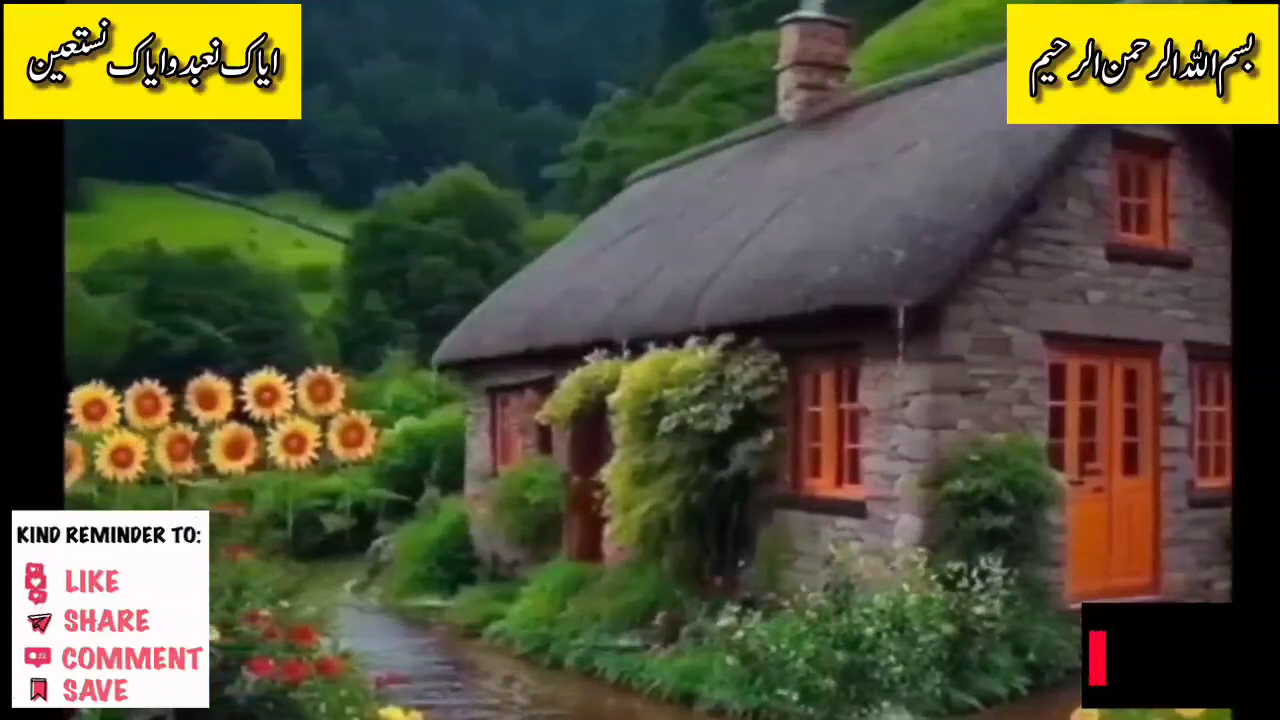 ایاک نعبد وایاک نستعین
بسم اللہ الرحمن الرحیم
KIND REMINDER TO:
LIKE
SHARE
COMMENT
SAVE